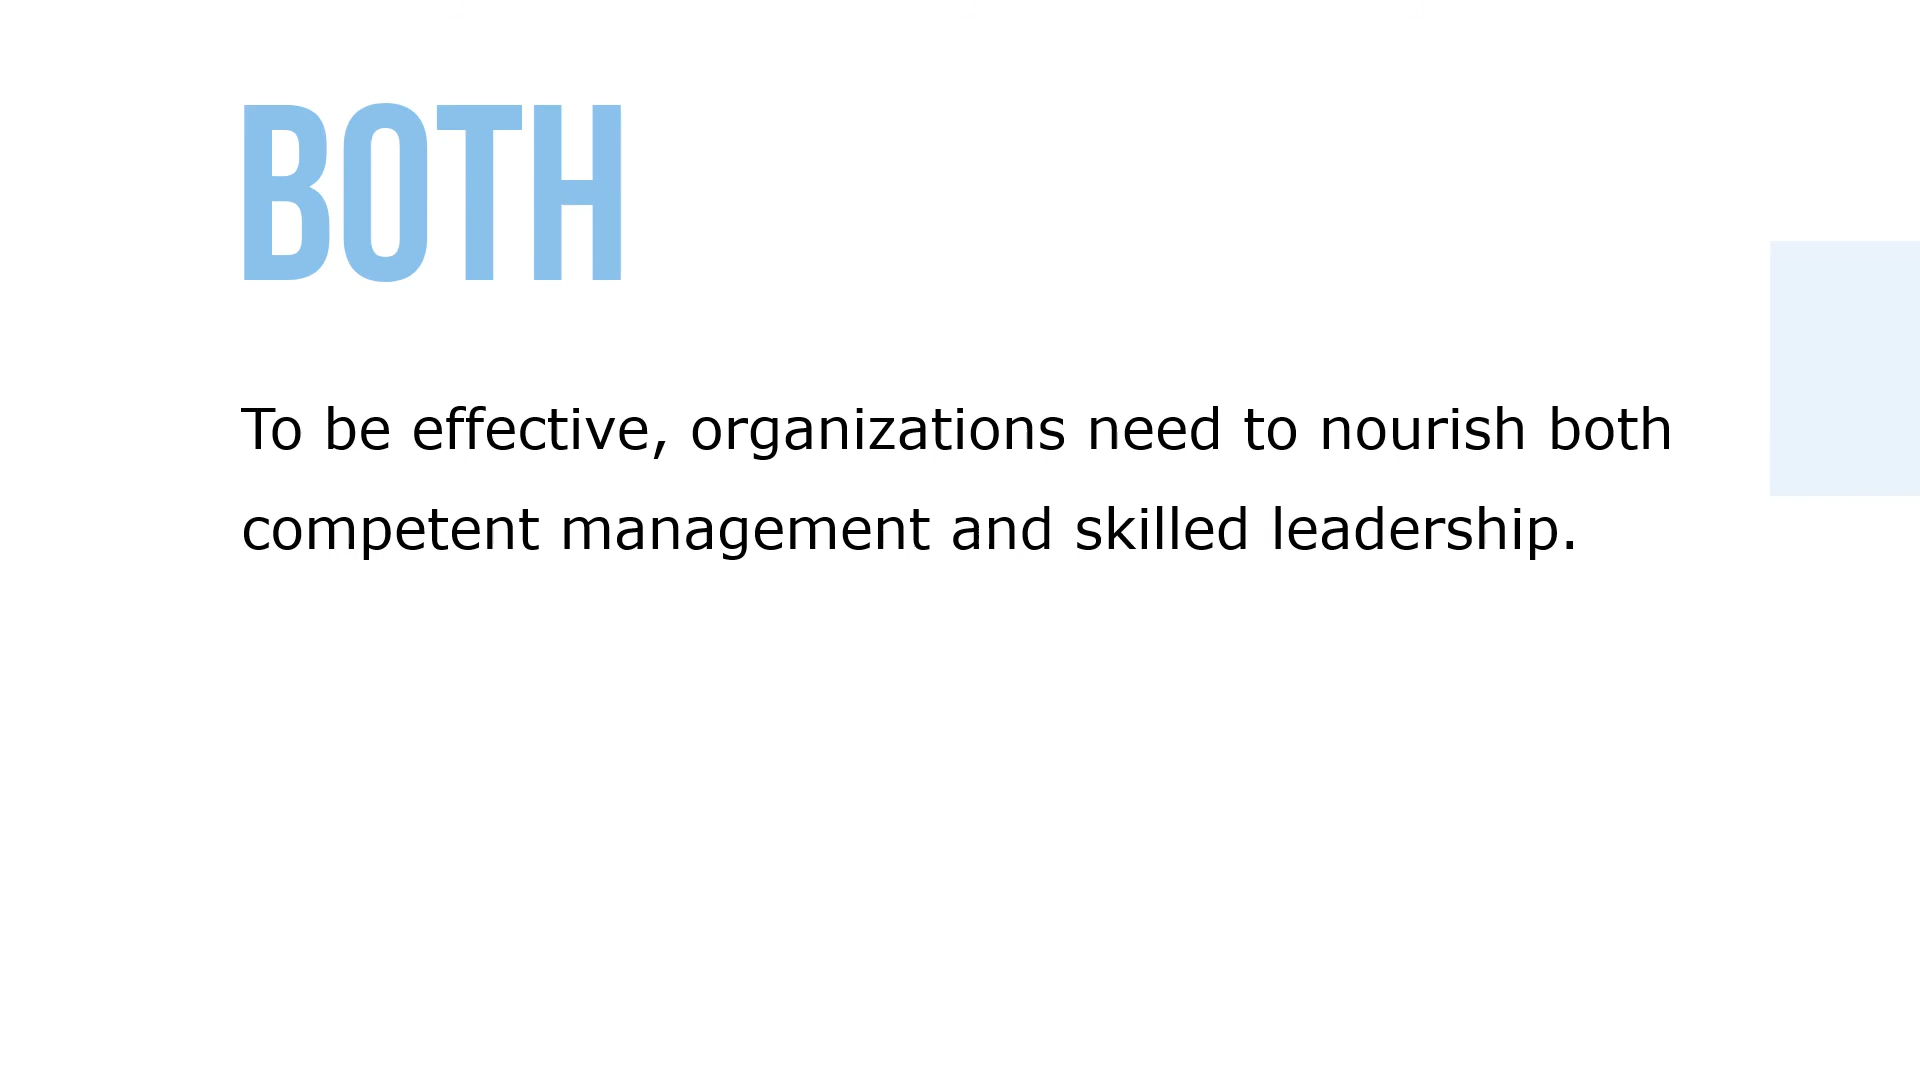 BOTH
To be effective, organizations need to nourish both
competent management and skilled leadership.